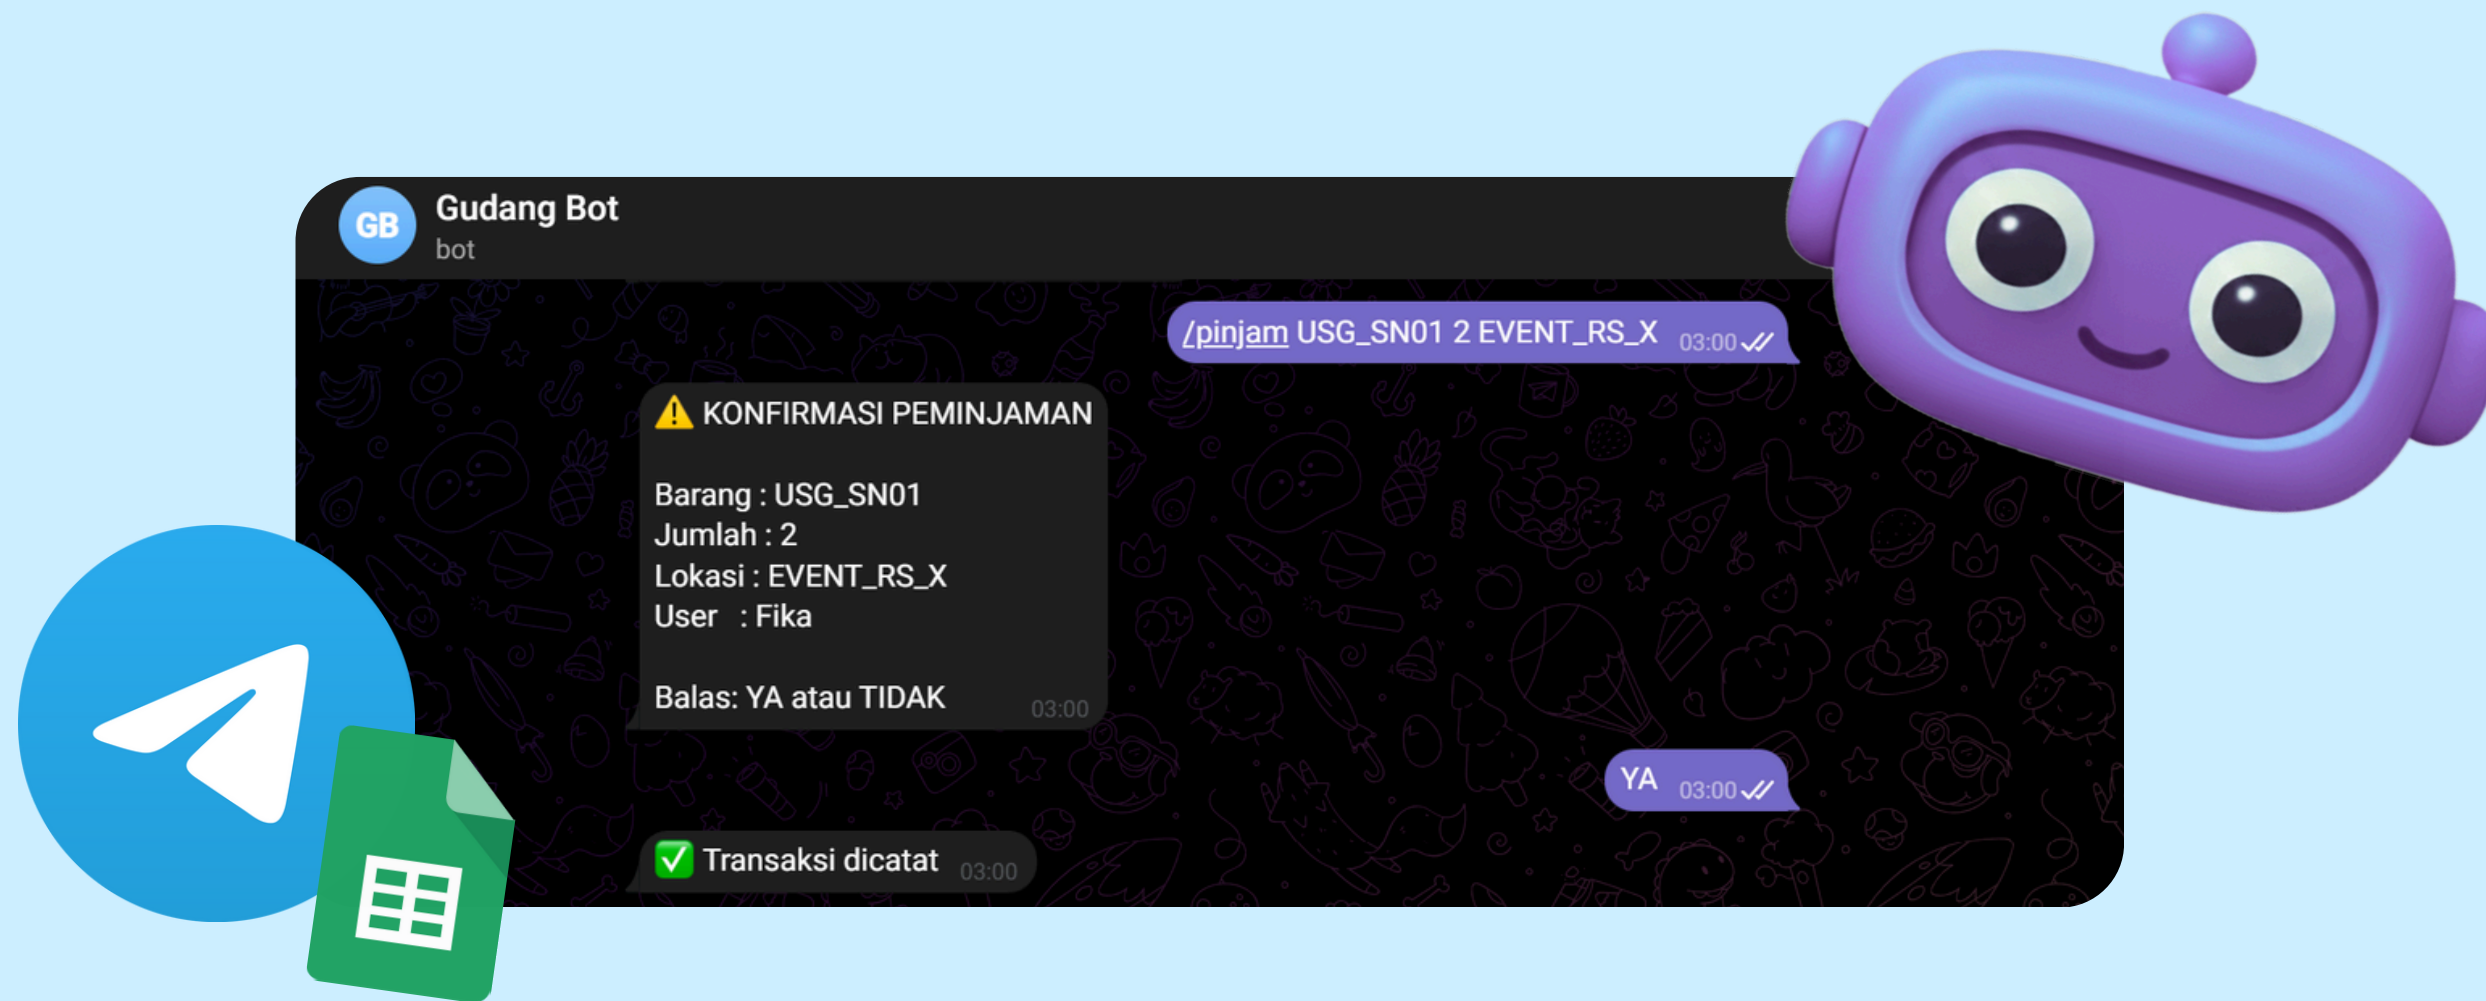 GB
Gudang Bot
bot
/pinjam USG_SN01 2 EVENT_RS_X 03:00
⚠️ KONFIRMASI PEMINJAMAN
Barang : USG_SN01
Jumlah : 2
Lokasi : EVENT_RS_X
User : Fika
Balas: YA atau TIDAK 03:00
YA 03:00
✅ Transaksi dicatat 03:00